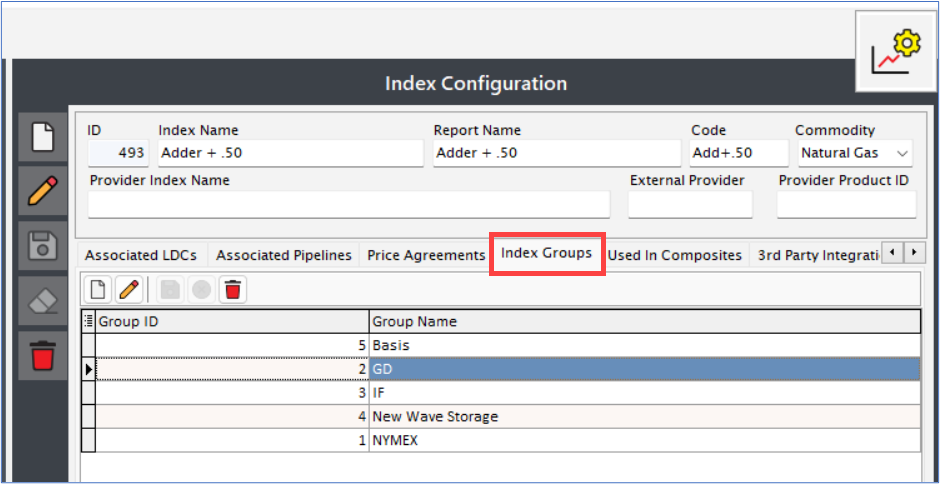 Index Configuration
ID Index Name Report Name Code Commodity
493 Adder + .50 Adder + .50 Add+.50 Natural Gas
Provider Index Name External Provider Provider Product ID
Associated LDCs Associated Pipelines Price Agreements Index Groups Used In Composites 3rd Party Integrati
Group ID Group Name
5 Basis
2 GD
3 IF
4 New Wave Storage
1 NYMEX